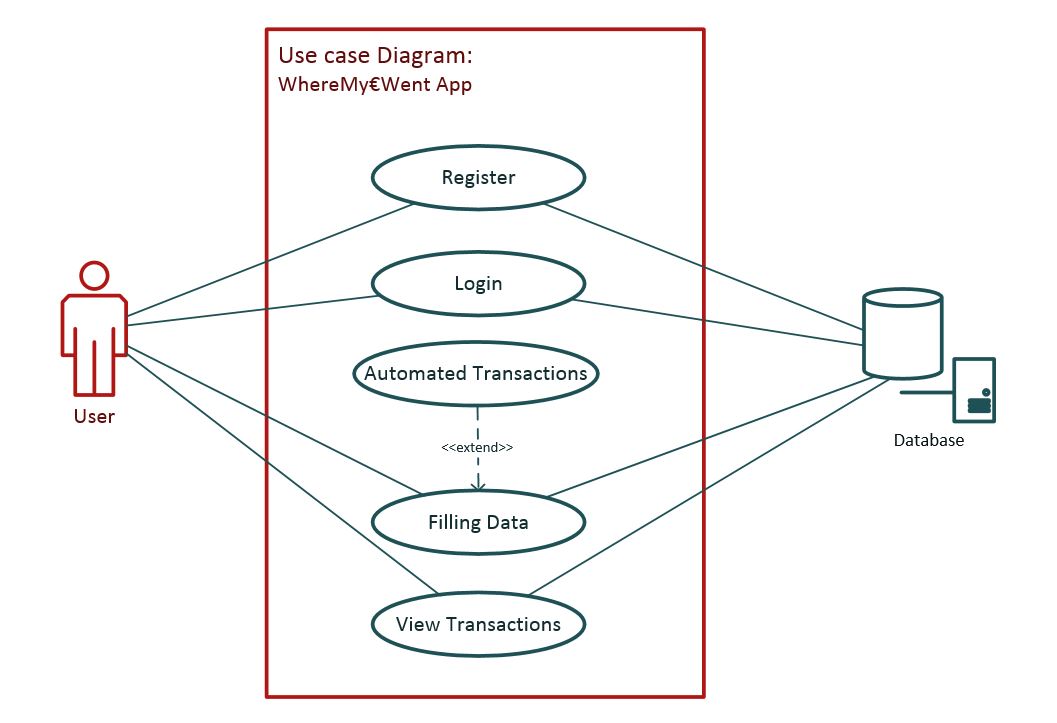 Use case Diagram:
WhereMy€Went App
Register
Login
Automated Transactions
User
<<extend>>
Database
Filling Data
View Transactions